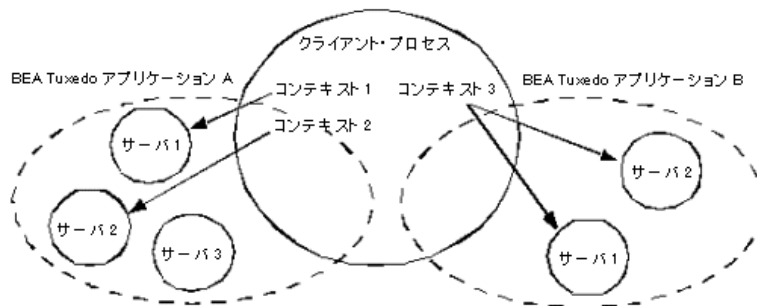 クライアント・プロセス
BEA Tuxedo アプリケーション A
BEA Tuxedo アプリケーション B
コンテキスト 1
コンテキスト 3
コンテキスト 2
サーバ 1
サーバ 2
サーバ 2
サーバ 3
サーバ 1